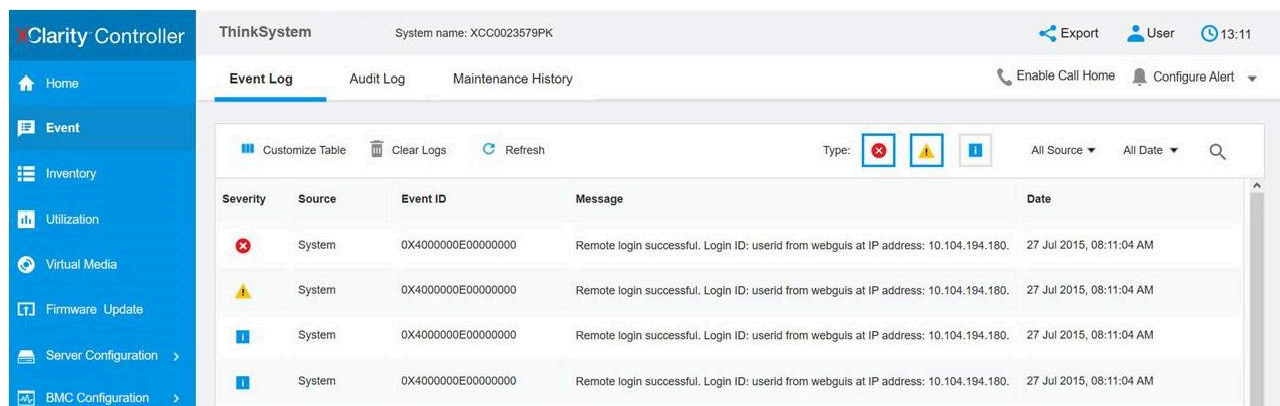 XClarity Controller
ThinkSystem System name: XCC0023579PK Export User 13:11
Home
Event Log Audit Log Maintenance History Enable Call Home Configure Alert
Event
Customize Table Clear Logs Refresh Type: All Source All Date
Inventory
Severity Source Event ID Message Date
Utilization
System 0X4000000E00000000 Remote login successful. Login ID: userid from webguis at IP address: 10.104.194.180. 27 Jul 2015, 08:11:04 AM
Virtual Media
System 0X4000000E00000000 Remote login successful. Login ID: userid from webguis at IP address: 10.104.194.180. 27 Jul 2015, 08:11:04 AM
Firmware Update
System 0X4000000E00000000 Remote login successful. Login ID: userid from webguis at IP address: 10.104.194.180. 27 Jul 2015, 08:11:04 AM
Server Configuration
System 0X4000000E00000000 Remote login successful. Login ID: userid from webguis at IP address: 10.104.194.180. 27 Jul 2015, 08:11:04 AM
BMC Configuration